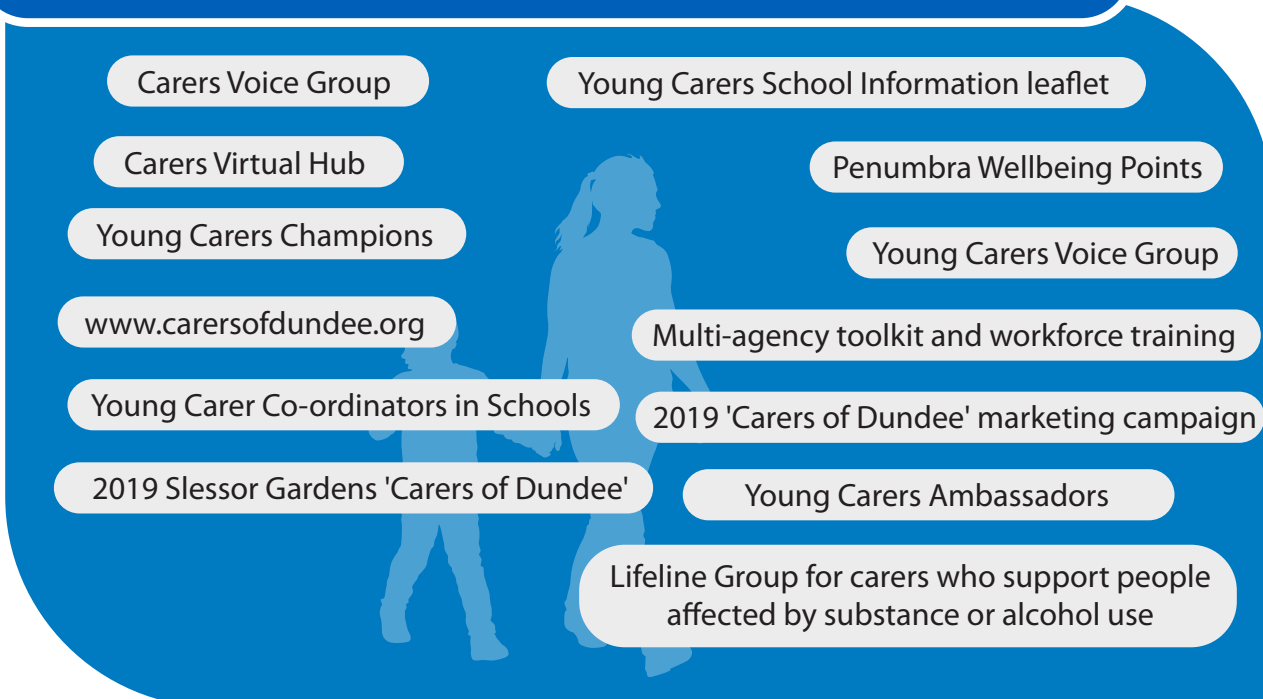 Carers Voice Group
Young Carers School Information leaflet
Carers Virtual Hub
Penumbra Wellbeing Points
Young Carers Champions
Young Carers Voice Group
www.carersofdundee.org
Multi-agency toolkit and workforce training
Young Carer Co-ordinators in Schools
2019 'Carers of Dundee' marketing campaign
2019 Slessor Gardens 'Carers of Dundee'
Young Carers Ambassadors
Lifeline Group for carers who support people
affected by substance or alcohol use